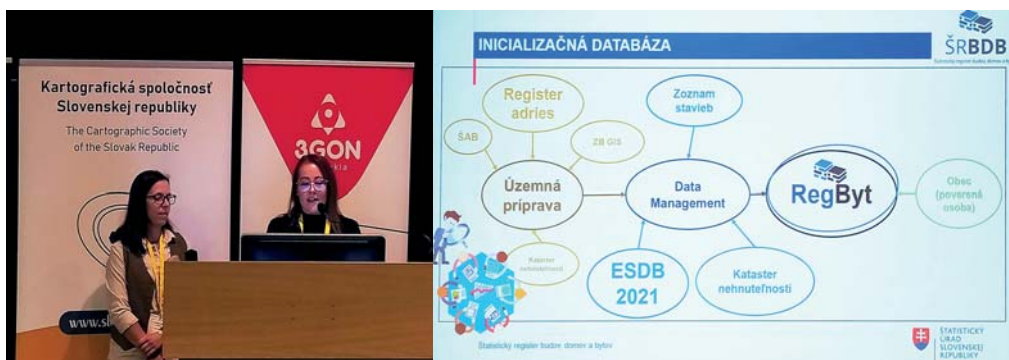 Kartografická spoločnosť
Slovenskej republiky
The Cartographic Society
of the Slovak Republic
3GON
INICIALIZAČNÁ DATABÁZA
ŠRBDB
Register
adries
Zoznam
stavieb
ŠAB
ZB GIS
Územná
príprava
Data
Management
RegByt
Obec
(poverená
osoba)
Kataster
nehnuteľností
ESDB
2021
Kataster
nehnuteľností
Štatistický register budov, domov a bytov
ŠTATISTICKÝ
ÚRAD
SLOVENSKEJ
REPUBLIKY